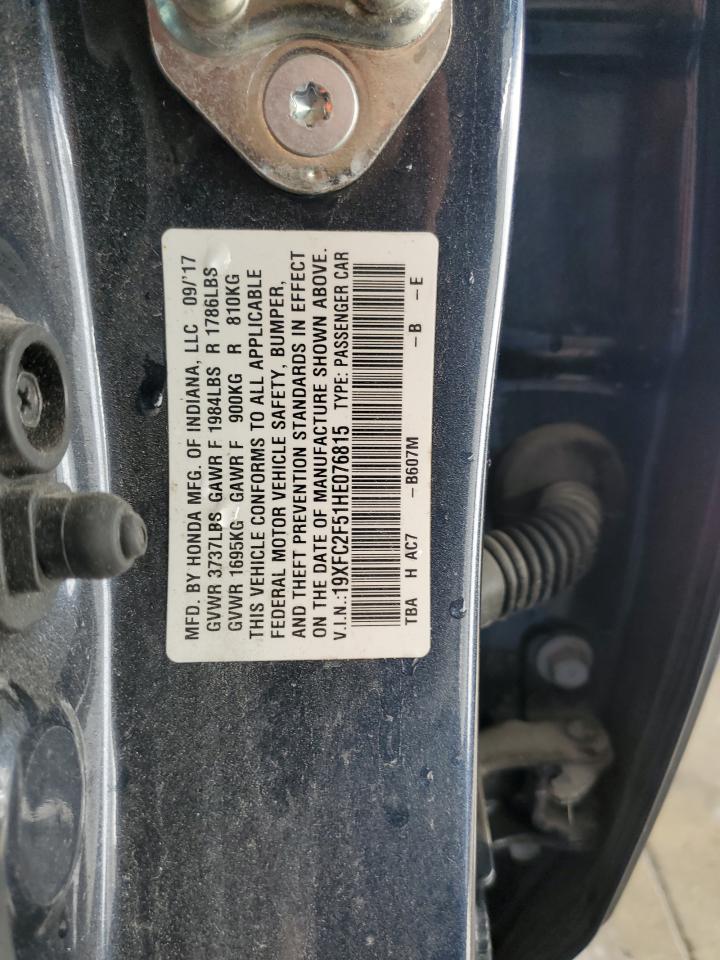 MFD. BY HONDA MFG. OF INDIANA, LLC 09/'17
GVWR 3737LBS GAWR F 1984LBS R 1786LBS
GVWR 1695KG GAWR F 900KG R 810KG
THIS VEHICLE CONFORMS TO ALL APPLICABLE
FEDERAL MOTOR VEHICLE SAFETY, BUMPER,
AND THEFT PREVENTION STANDARDS IN EFFECT
ON THE DATE OF MANUFACTURE SHOWN ABOVE.
V.I.N.:19XFC2F51HE076815 TYPE: PASSENGER CAR
TBA H AC7 -B607M -B -E